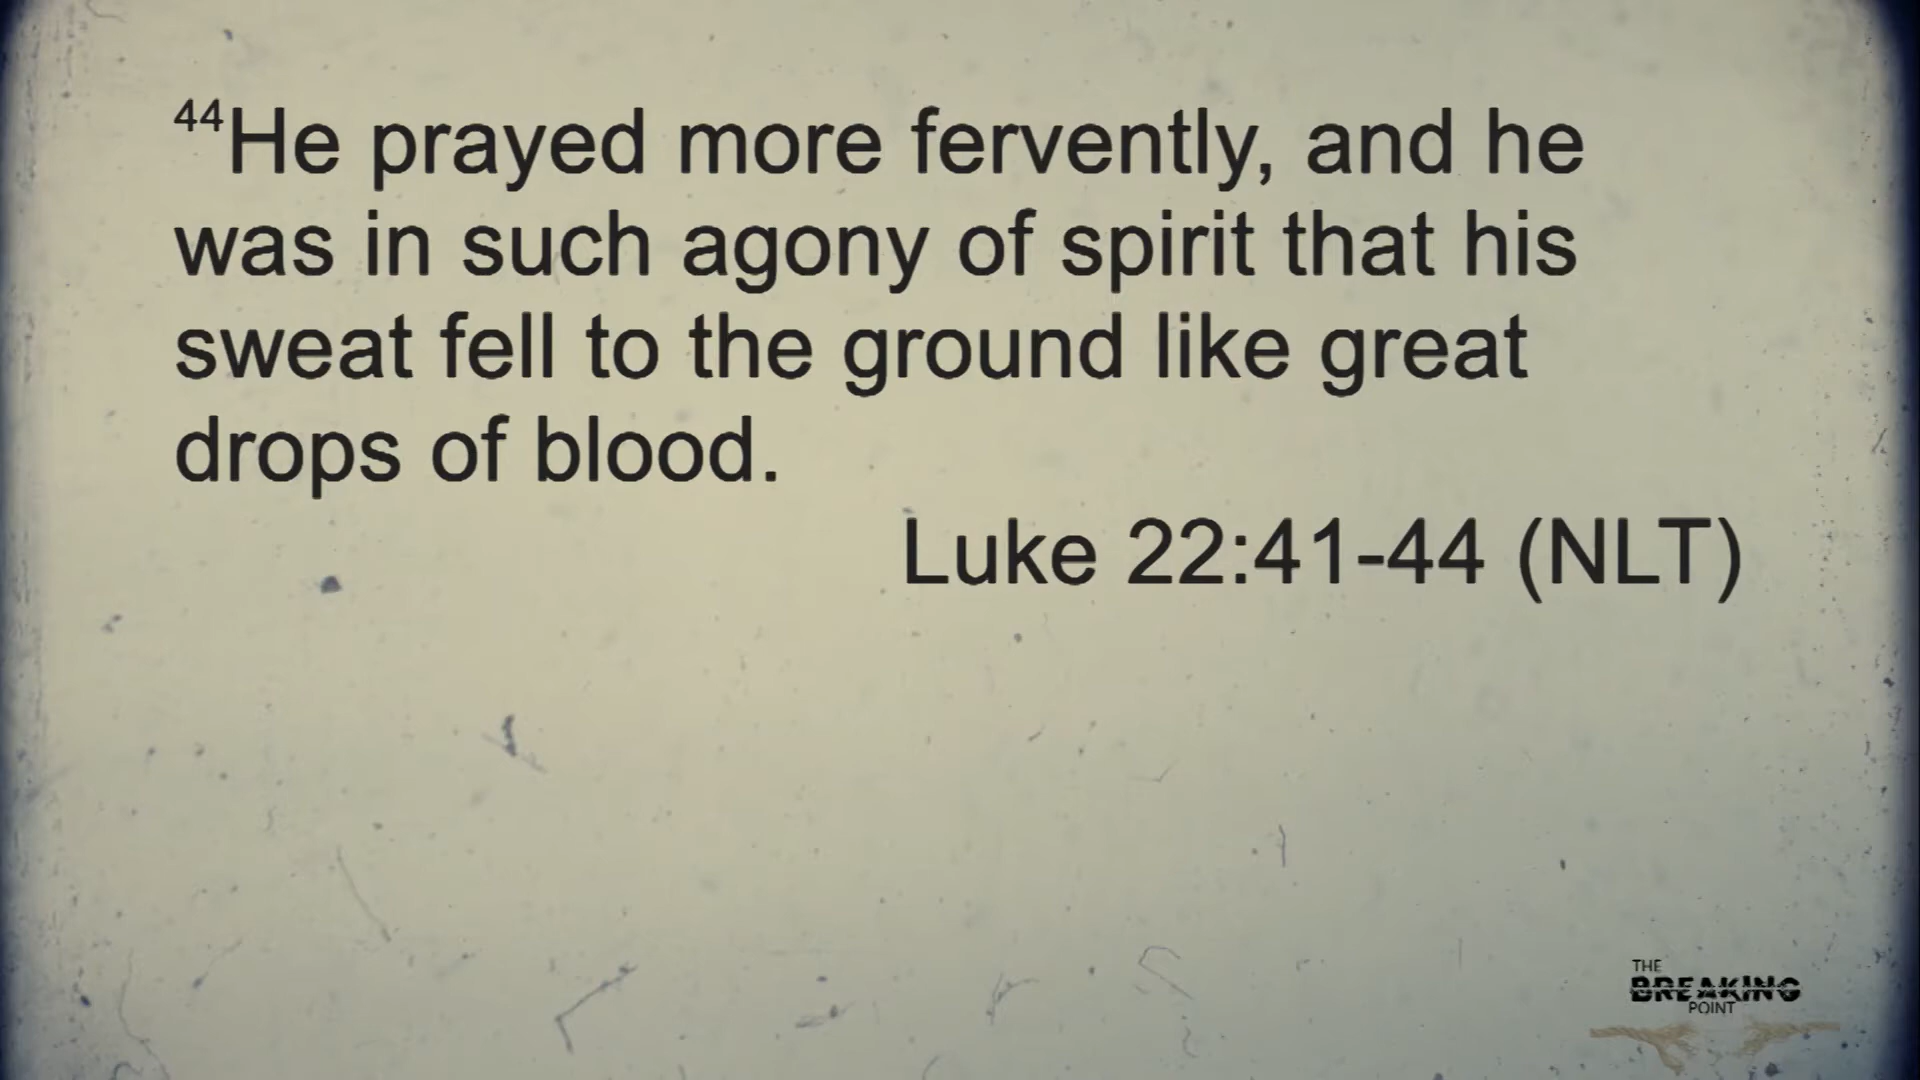 44He prayed more fervently, and he
was in such agony of spirit that his
sweat fell to the ground like great
drops of blood.
Luke 22:41-44 (NLT)
THE
BREAKING
POINT